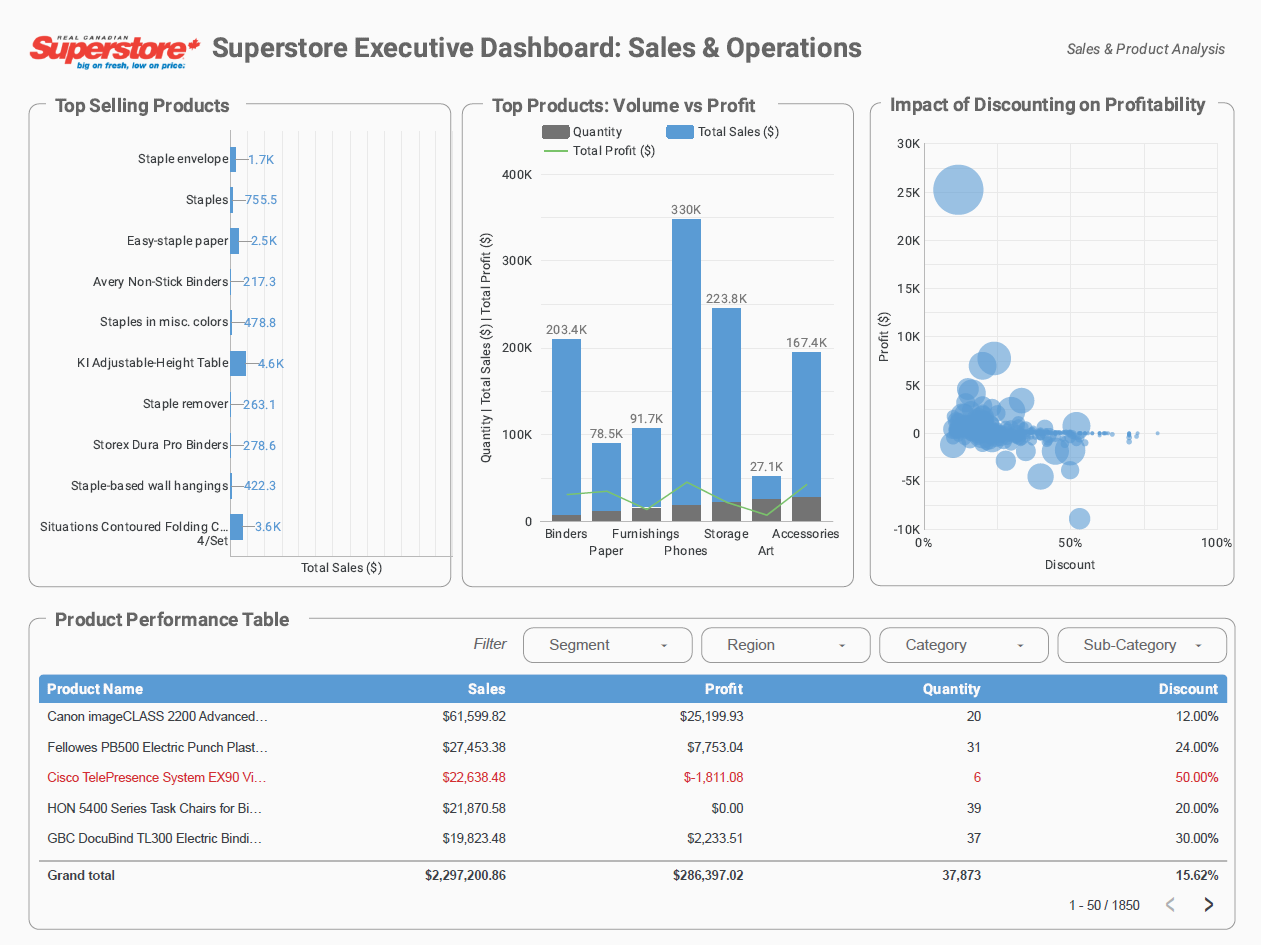 REAL CANADIAN
Superstore
big on fresh, low on price:
Superstore Executive Dashboard: Sales & Operations
Sales & Product Analysis
Top Selling Products
Staple envelope 1.7K
Staples 755.5
Easy-staple paper 2.5K
Avery Non-Stick Binders 217.3
Staples in misc. colors 478.8
KI Adjustable-Height Table 4.6K
Staple remover 263.1
Storex Dura Pro Binders 278.6
Staple-based wall hangings 422.3
Situations Contoured Folding C... 3.6K
4/Set
Total Sales ($)
Top Products: Volume vs Profit
Quantity Total Sales ($)
Total Profit ($)
Quantity | Total Sales ($) | Total Profit ($)
400K
300K
200K
100K
0
203.4K
78.5K
91.7K
330K
223.8K
27.1K
167.4K
Binders Furnishings Storage Accessories
Paper Phones Art
Impact of Discounting on Profitability
Profit ($)
30K
25K
20K
15K
10K
5K
0
-5K
-10K
0% 50% 100%
Discount
Product Performance Table
Filter Segment Region Category Sub-Category
Product Name Sales Profit Quantity Discount
Canon imageCLASS 2200 Advanced... $61,599.82 $25,199.93 20 12.00%
Fellowes PB500 Electric Punch Plast... $27,453.38 $7,753.04 31 24.00%
Cisco TelePresence System EX90 Vi... $22,638.48 $-1,811.08 6 50.00%
HON 5400 Series Task Chairs for Bi... $21,870.58 $0.00 39 20.00%
GBC DocuBind TL300 Electric Bindi... $19,823.48 $2,233.51 37 30.00%
Grand total $2,297,200.86 $286,397.02 37,873 15.62%
1 - 50 / 1850 < >